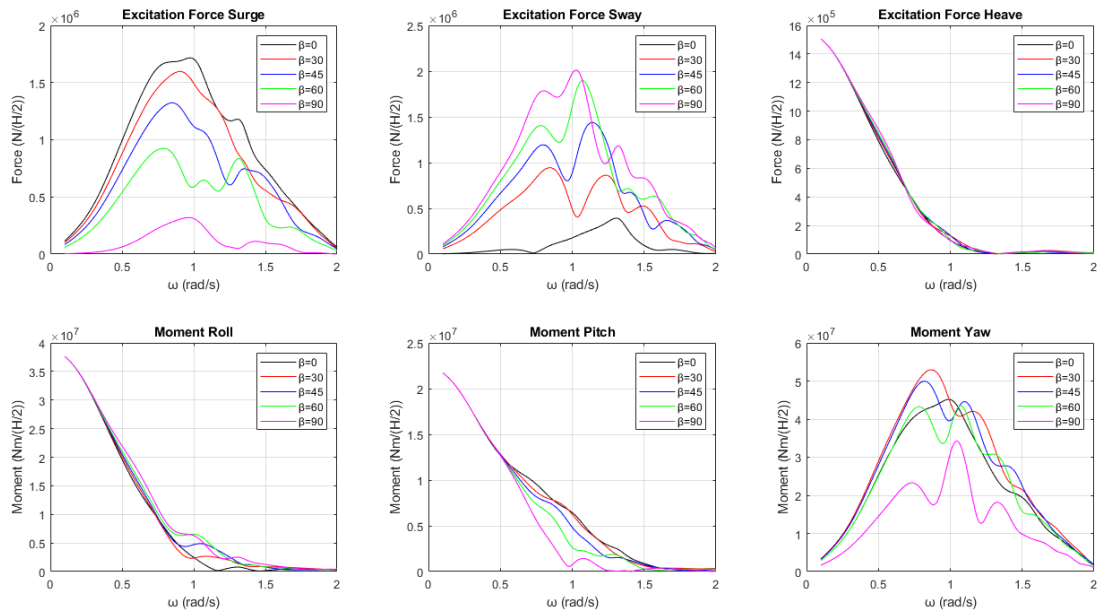 Excitation Force Surge
×10^6
Force (N/(H/2))
2
1.5
1
0.5
0
0 0.5 1 1.5 2
ω (rad/s)
β=0
β=30
β=45
β=60
β=90
Excitation Force Sway
×10^6
Force (N/(H/2))
2.5
2
1.5
1
0.5
0
0 0.5 1 1.5 2
ω (rad/s)
β=0
β=30
β=45
β=60
β=90
Excitation Force Heave
×10^5
Force (N/(H/2))
16
14
12
10
8
6
4
2
0
0 0.5 1 1.5 2
ω (rad/s)
β=0
β=30
β=45
β=60
β=90
Moment Roll
×10^7
Moment (Nm/(H/2))
4
3.5
3
2.5
2
1.5
1
0.5
0
0 0.5 1 1.5 2
ω (rad/s)
β=0
β=30
β=45
β=60
β=90
Moment Pitch
×10^7
Moment (Nm/(H/2))
2.5
2
1.5
1
0.5
0
0 0.5 1 1.5 2
ω (rad/s)
β=0
β=30
β=45
β=60
β=90
Moment Yaw
×10^7
Moment (Nm/(H/2))
6
5
4
3
2
1
0
0 0.5 1 1.5 2
ω (rad/s)
β=0
β=30
β=45
β=60
β=90